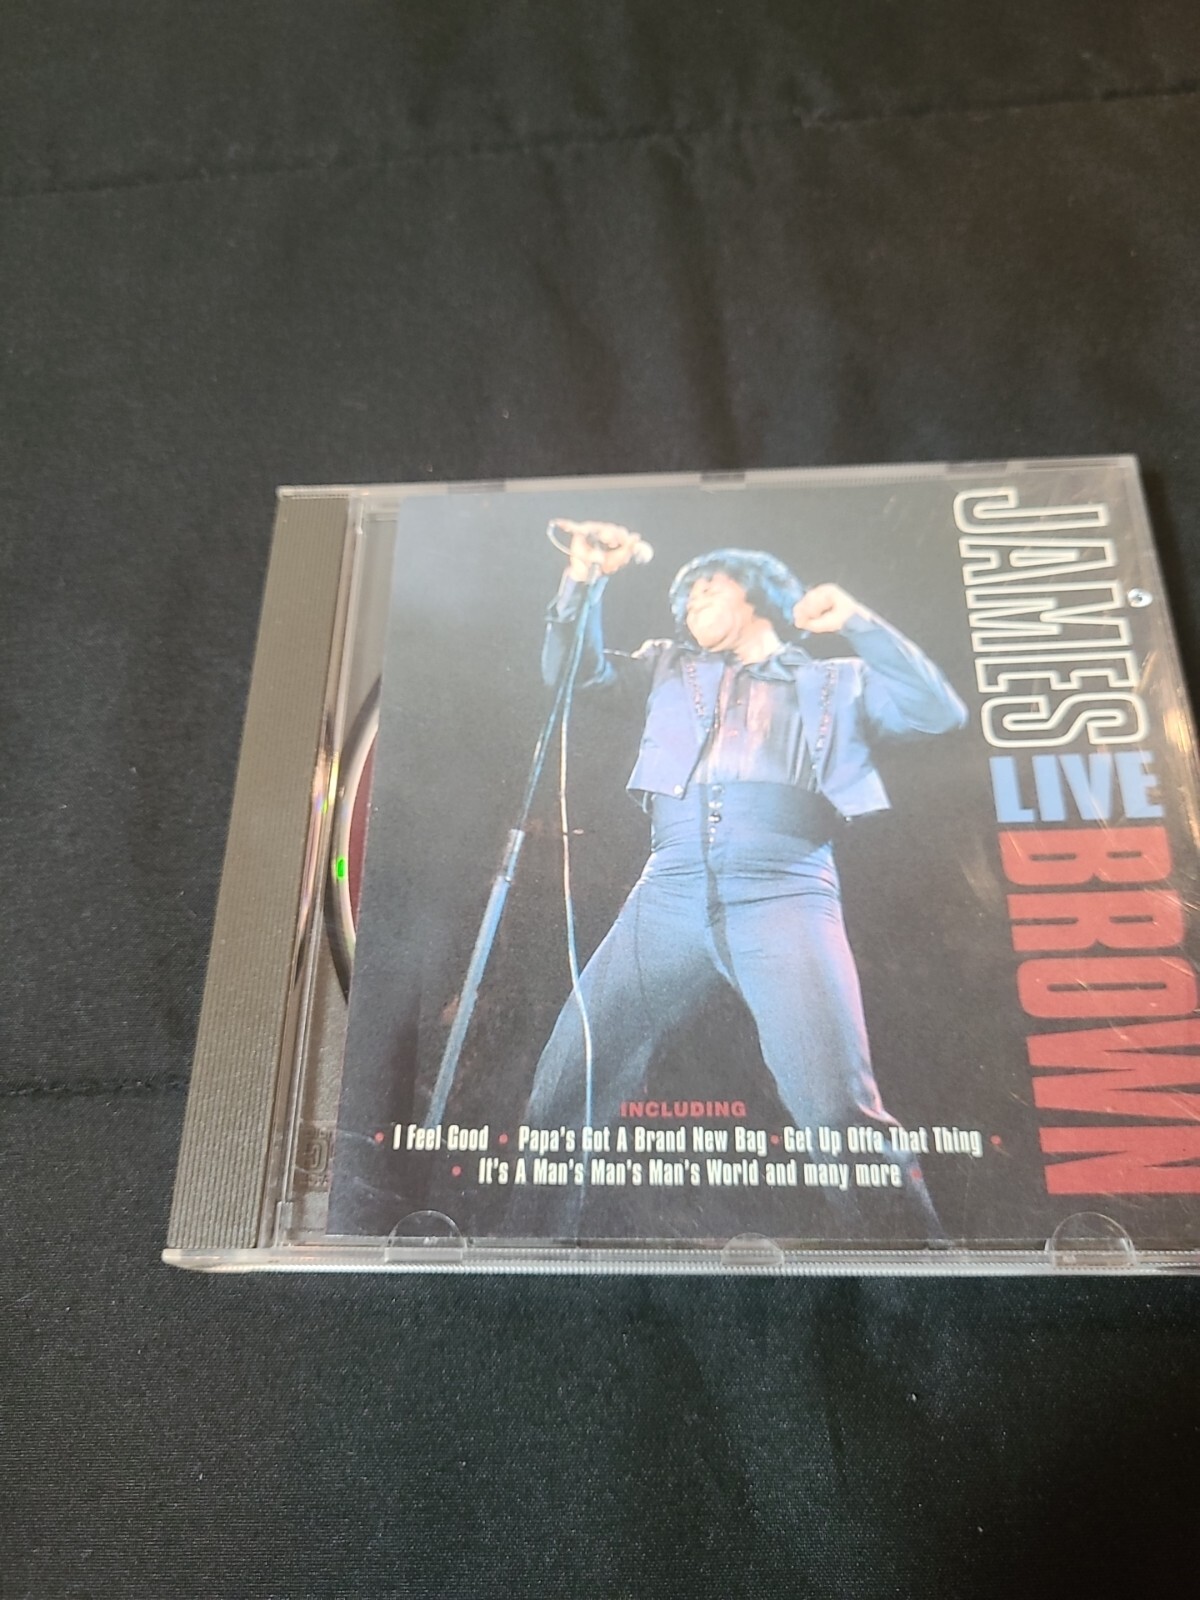 JAMES
LIVE
BROWN
INCLUDING
• I Feel Good • Papa's Got A Brand New Bag • Get Up Offa That Thing •
• It's A Man's Man's Man's World and many more •